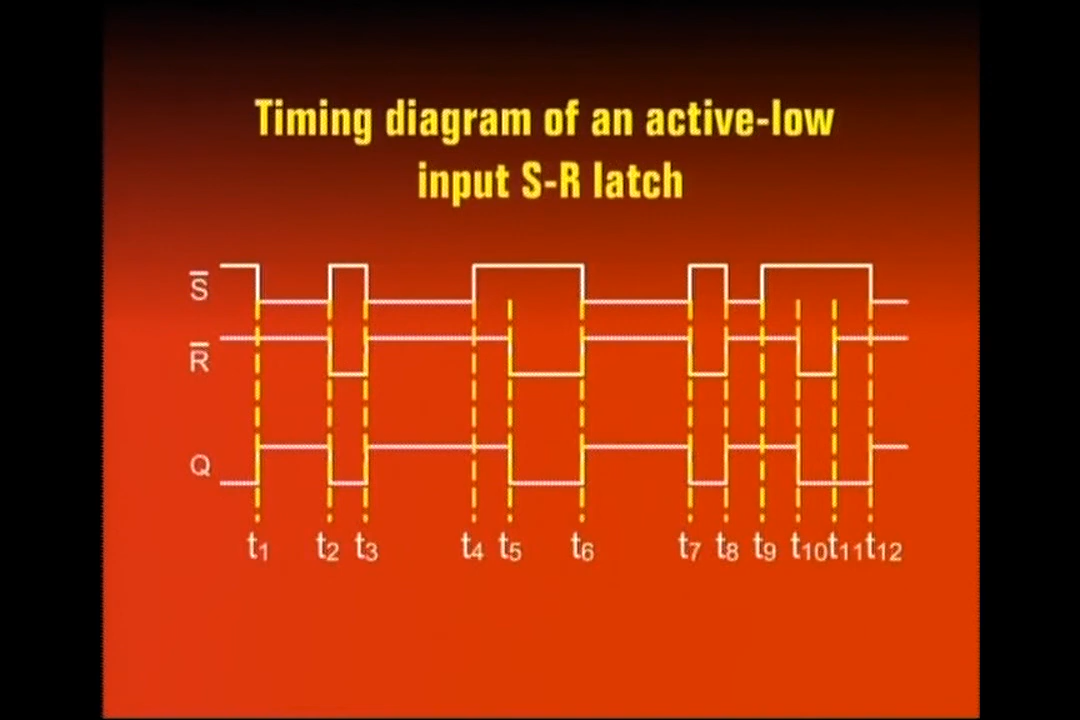 Timing diagram of an active-low
input S-R latch
S̅
R̅
Q
t₁ t₂ t₃ t₄ t₅ t₆ t₇ t₈ t₉ t₁₀ t₁₁ t₁₂